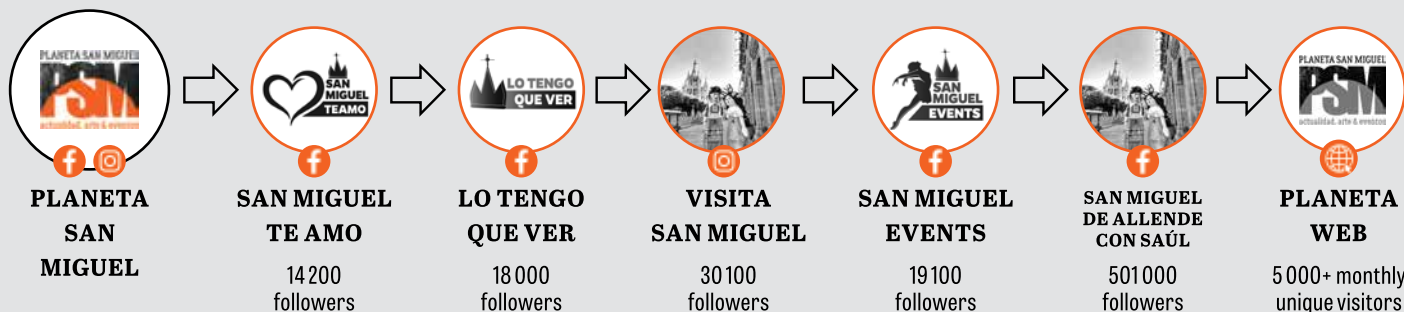 PLANETA SAN MIGUEL
PSM
actualidad, arte & eventos
PLANETA
SAN
MIGUEL
SAN
MIGUEL
TEAMO
SAN MIGUEL
TE AMO
14 200
followers
LO TENGO
QUE VER
LO TENGO
QUE VER
18 000
followers
VISITA
SAN MIGUEL
30 100
followers
SAN
MIGUEL
EVENTS
SAN MIGUEL
EVENTS
19 100
followers
SAN MIGUEL
DE ALLENDE
CON SAÚL
501 000
followers
PLANETA SAN MIGUEL
PSM
actualidad, arte & eventos
PLANETA
WEB
5 000+ monthly
unique visitors